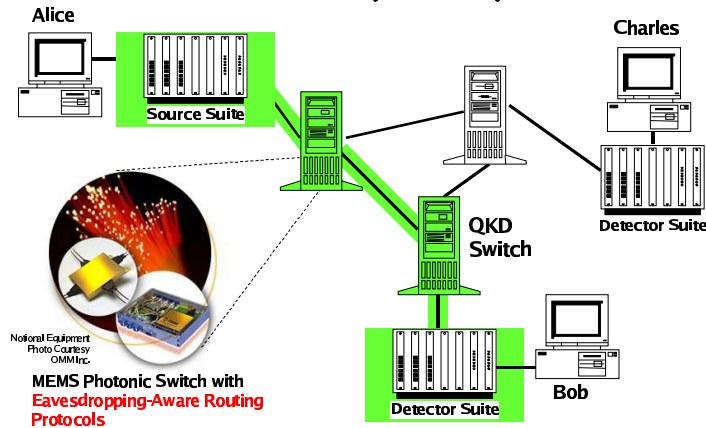 Alice
Charles
Source Suite
Detector Suite
QKD
Switch
Notional Equipment
Photo Courtesy
OMM Inc.
MEMS Photonic Switch with
Eavesdropping-Aware Routing
Protocols
Bob
Detector Suite